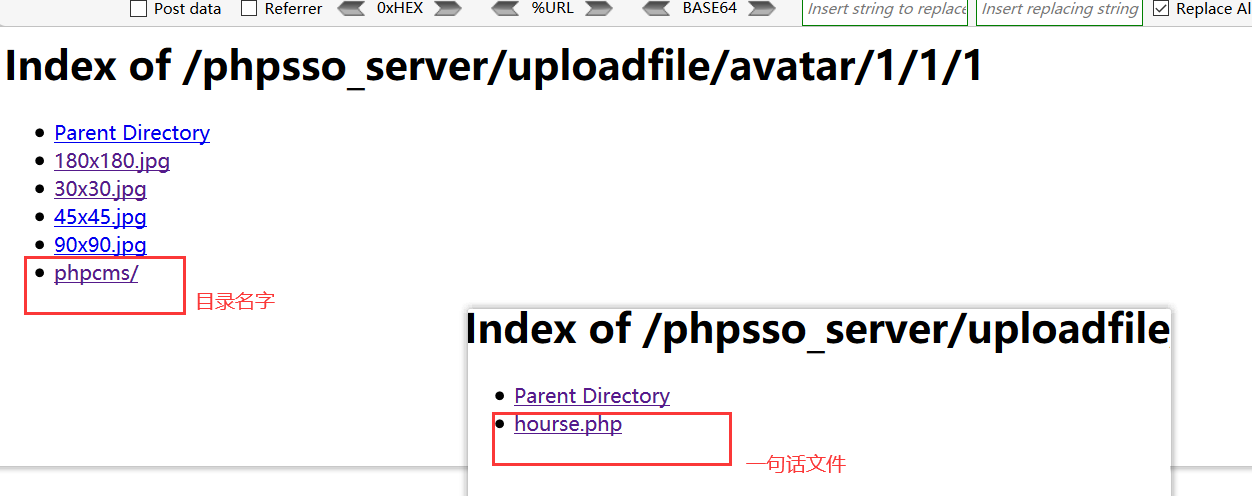 Post data Referrer 0xHEX %URL BASE64 Insert string to replace Insert replacing string Replace Al
Index of /phpsso_server/uploadfile/avatar/1/1/1
Parent Directory
180x180.jpg
30x30.jpg
45x45.jpg
90x90.jpg
phpcms/
目录名字
Index of /phpsso_server/uploadfile
Parent Directory
hourse.php
一句话文件